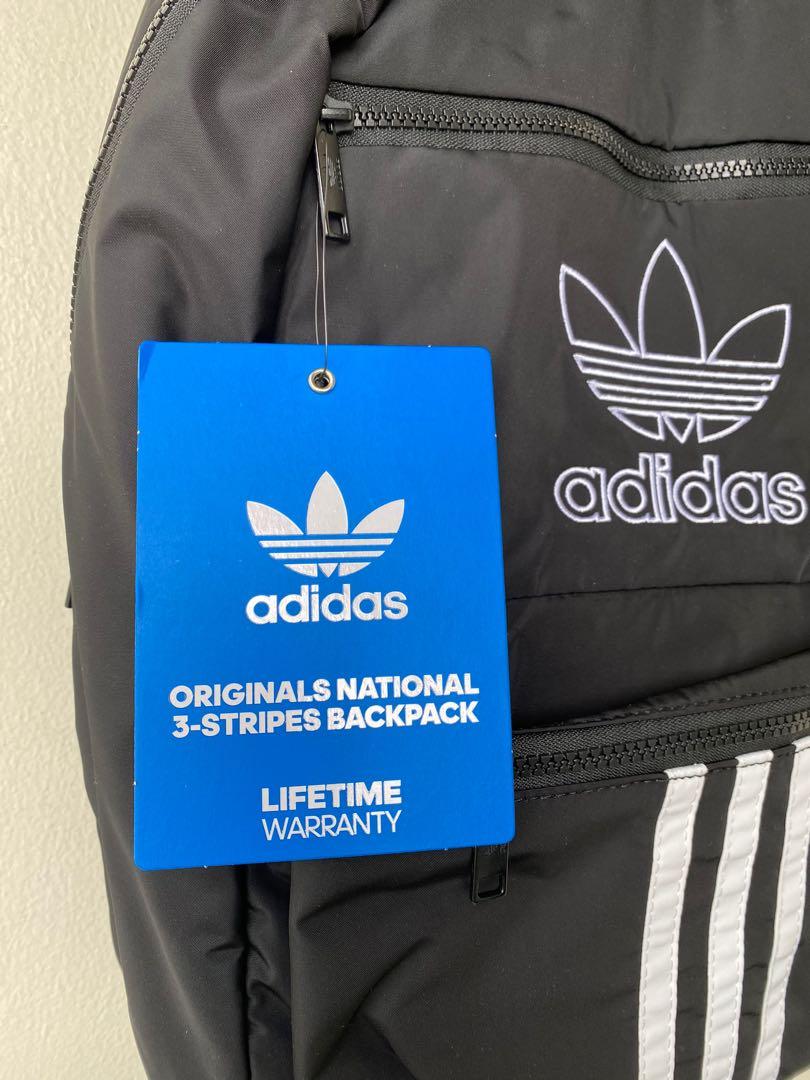 adidas
adidas
ORIGINALS NATIONAL
3-STRIPES BACKPACK
LIFETIME
WARRANTY